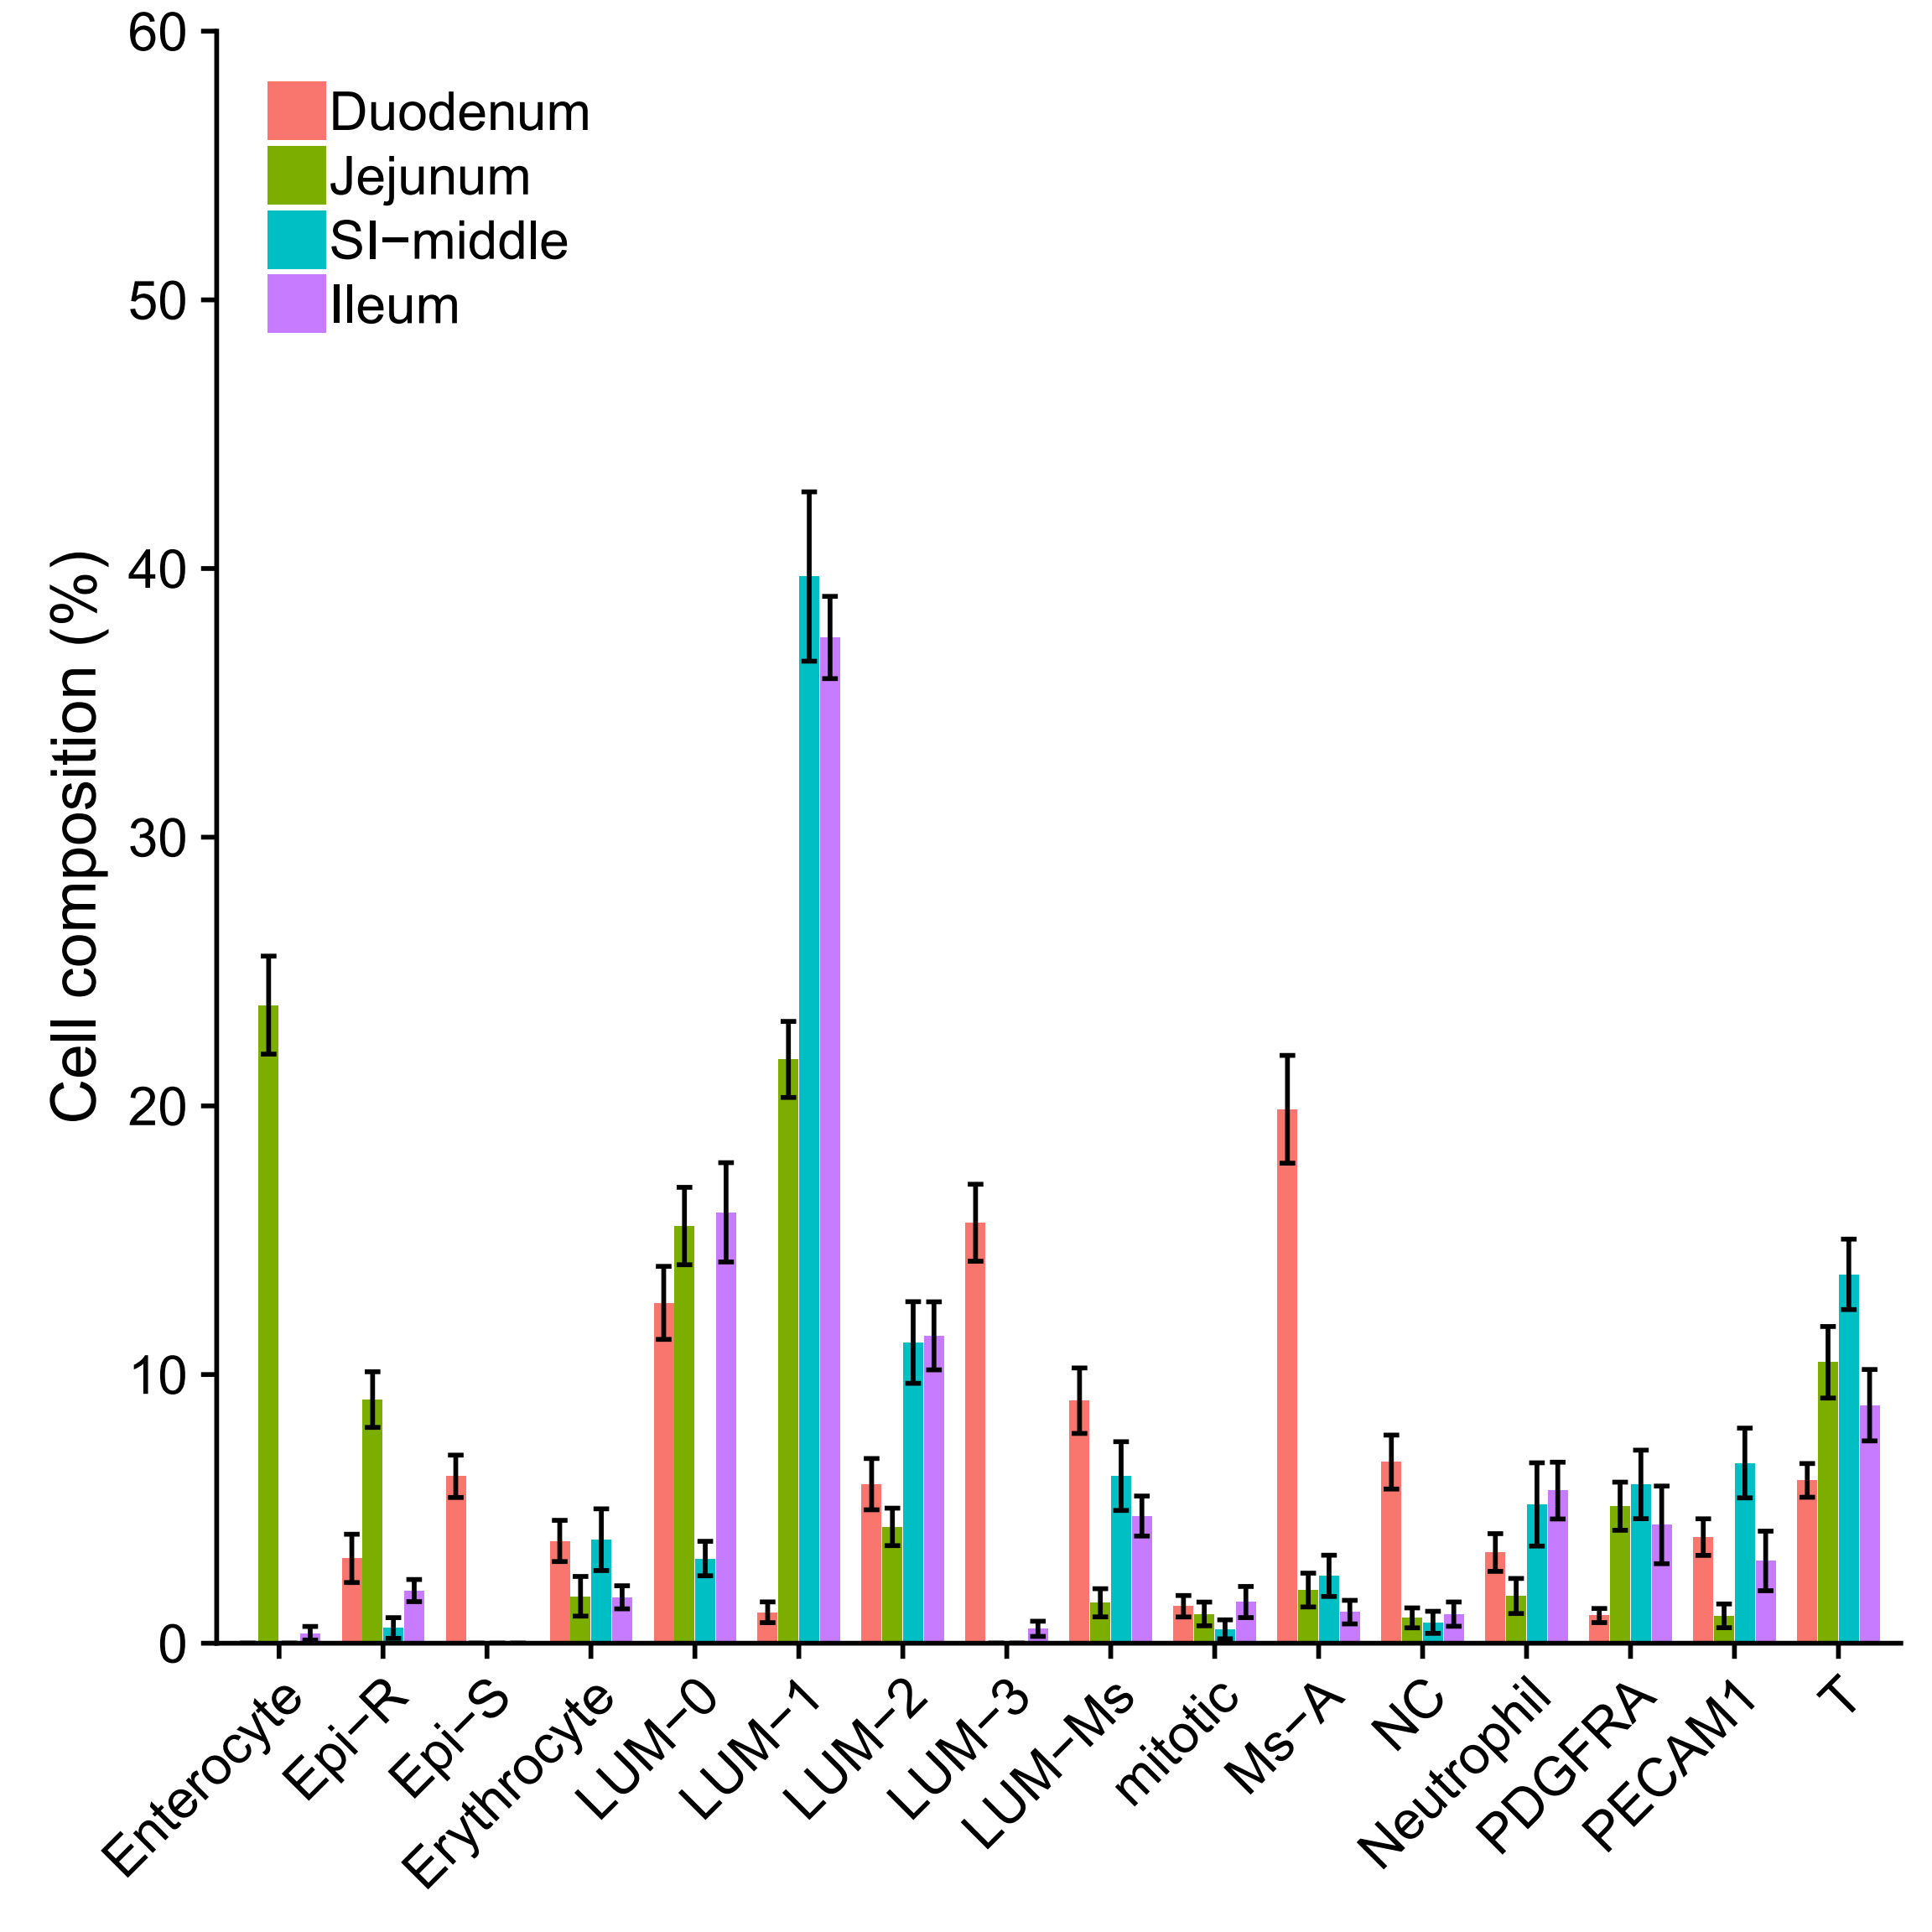 Cell composition (%)
60
50
40
30
20
10
0
Duodenum
Jejunum
SI−middle
Ileum
Enterocyte
Epi−R
Epi−S
Erythrocyte
LUM−0
LUM−1
LUM−2
LUM−3
LUM−Ms
mitotic
Ms−A
NC
Neutrophil
PDGFRA
PECAM1
T